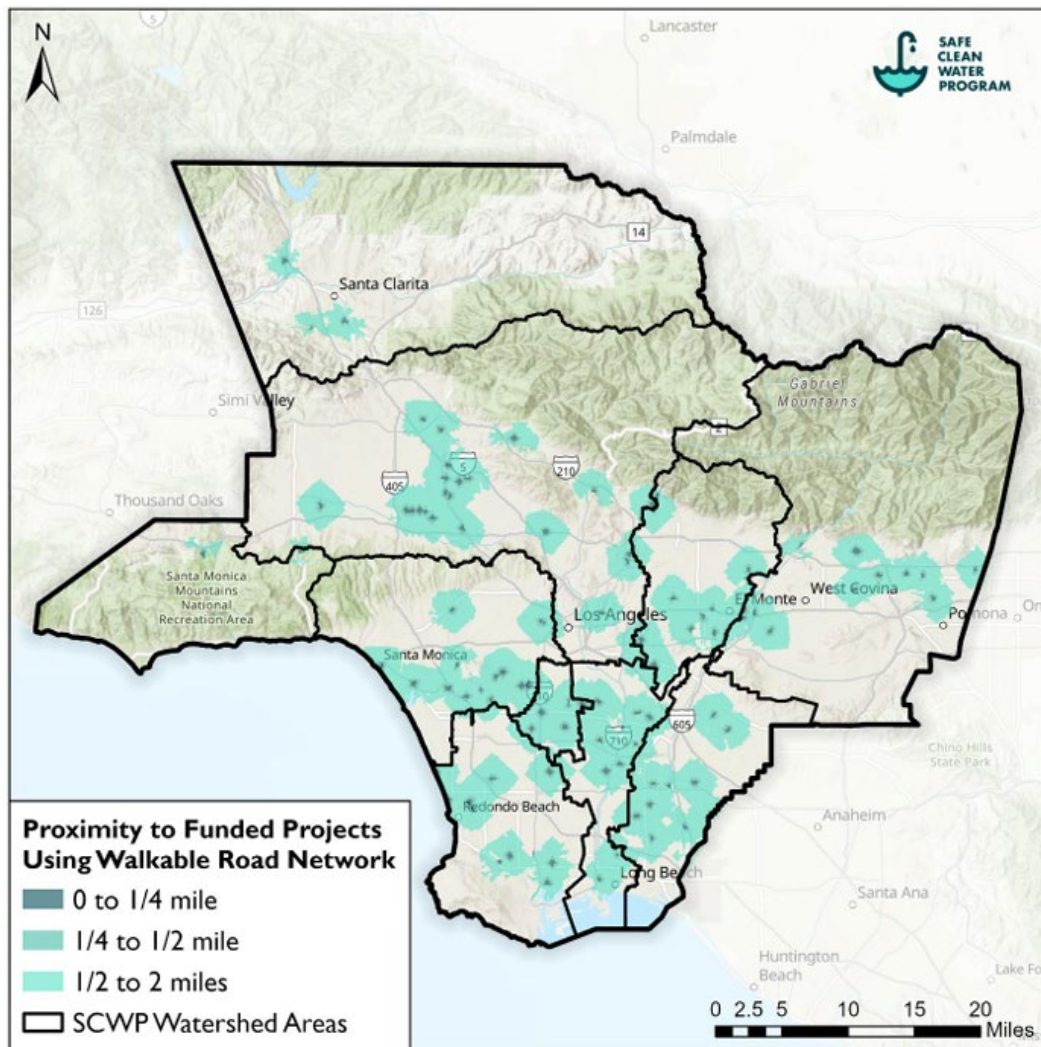 N
5
Lancaster
SAFE
CLEAN
WATER
PROGRAM
Palmdale
14
Santa Clarita
126
Simi Valley
Gabriel
Mountains
2
5
405
210
Thousand Oaks
Santa Monica
Mountains
National
Recreation Area
El Monte
West Covina
Los Angeles
Pomona
Santa Monica
605
710
Chino Hills
State Park
Redondo Beach
Anaheim
Long Beach
Santa Ana
Huntington
Beach
Lake Fo
Proximity to Funded Projects
Using Walkable Road Network
0 to 1/4 mile
1/4 to 1/2 mile
1/2 to 2 miles
SCWP Watershed Areas
0 2.5 5 10 15 20
Miles